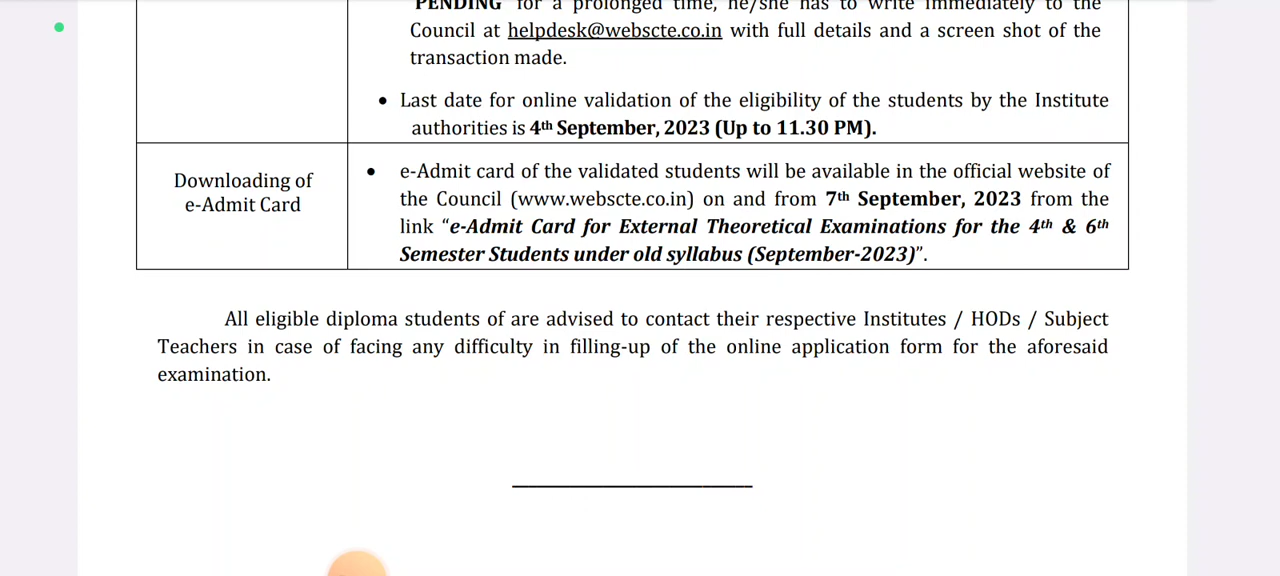 PENDING for a prolonged time, he/she has to write immediately to the
Council at helpdesk@webscte.co.in with full details and a screen shot of the
transaction made.
• Last date for online validation of the eligibility of the students by the Institute
authorities is 4th September, 2023 (Up to 11.30 PM).
Downloading of
e-Admit Card
• e-Admit card of the validated students will be available in the official website of
the Council (www.webscte.co.in) on and from 7th September, 2023 from the
link “e-Admit Card for External Theoretical Examinations for the 4th & 6th
Semester Students under old syllabus (September-2023)”.
All eligible diploma students of are advised to contact their respective Institutes / HODs / Subject
Teachers in case of facing any difficulty in filling-up of the online application form for the aforesaid
examination.